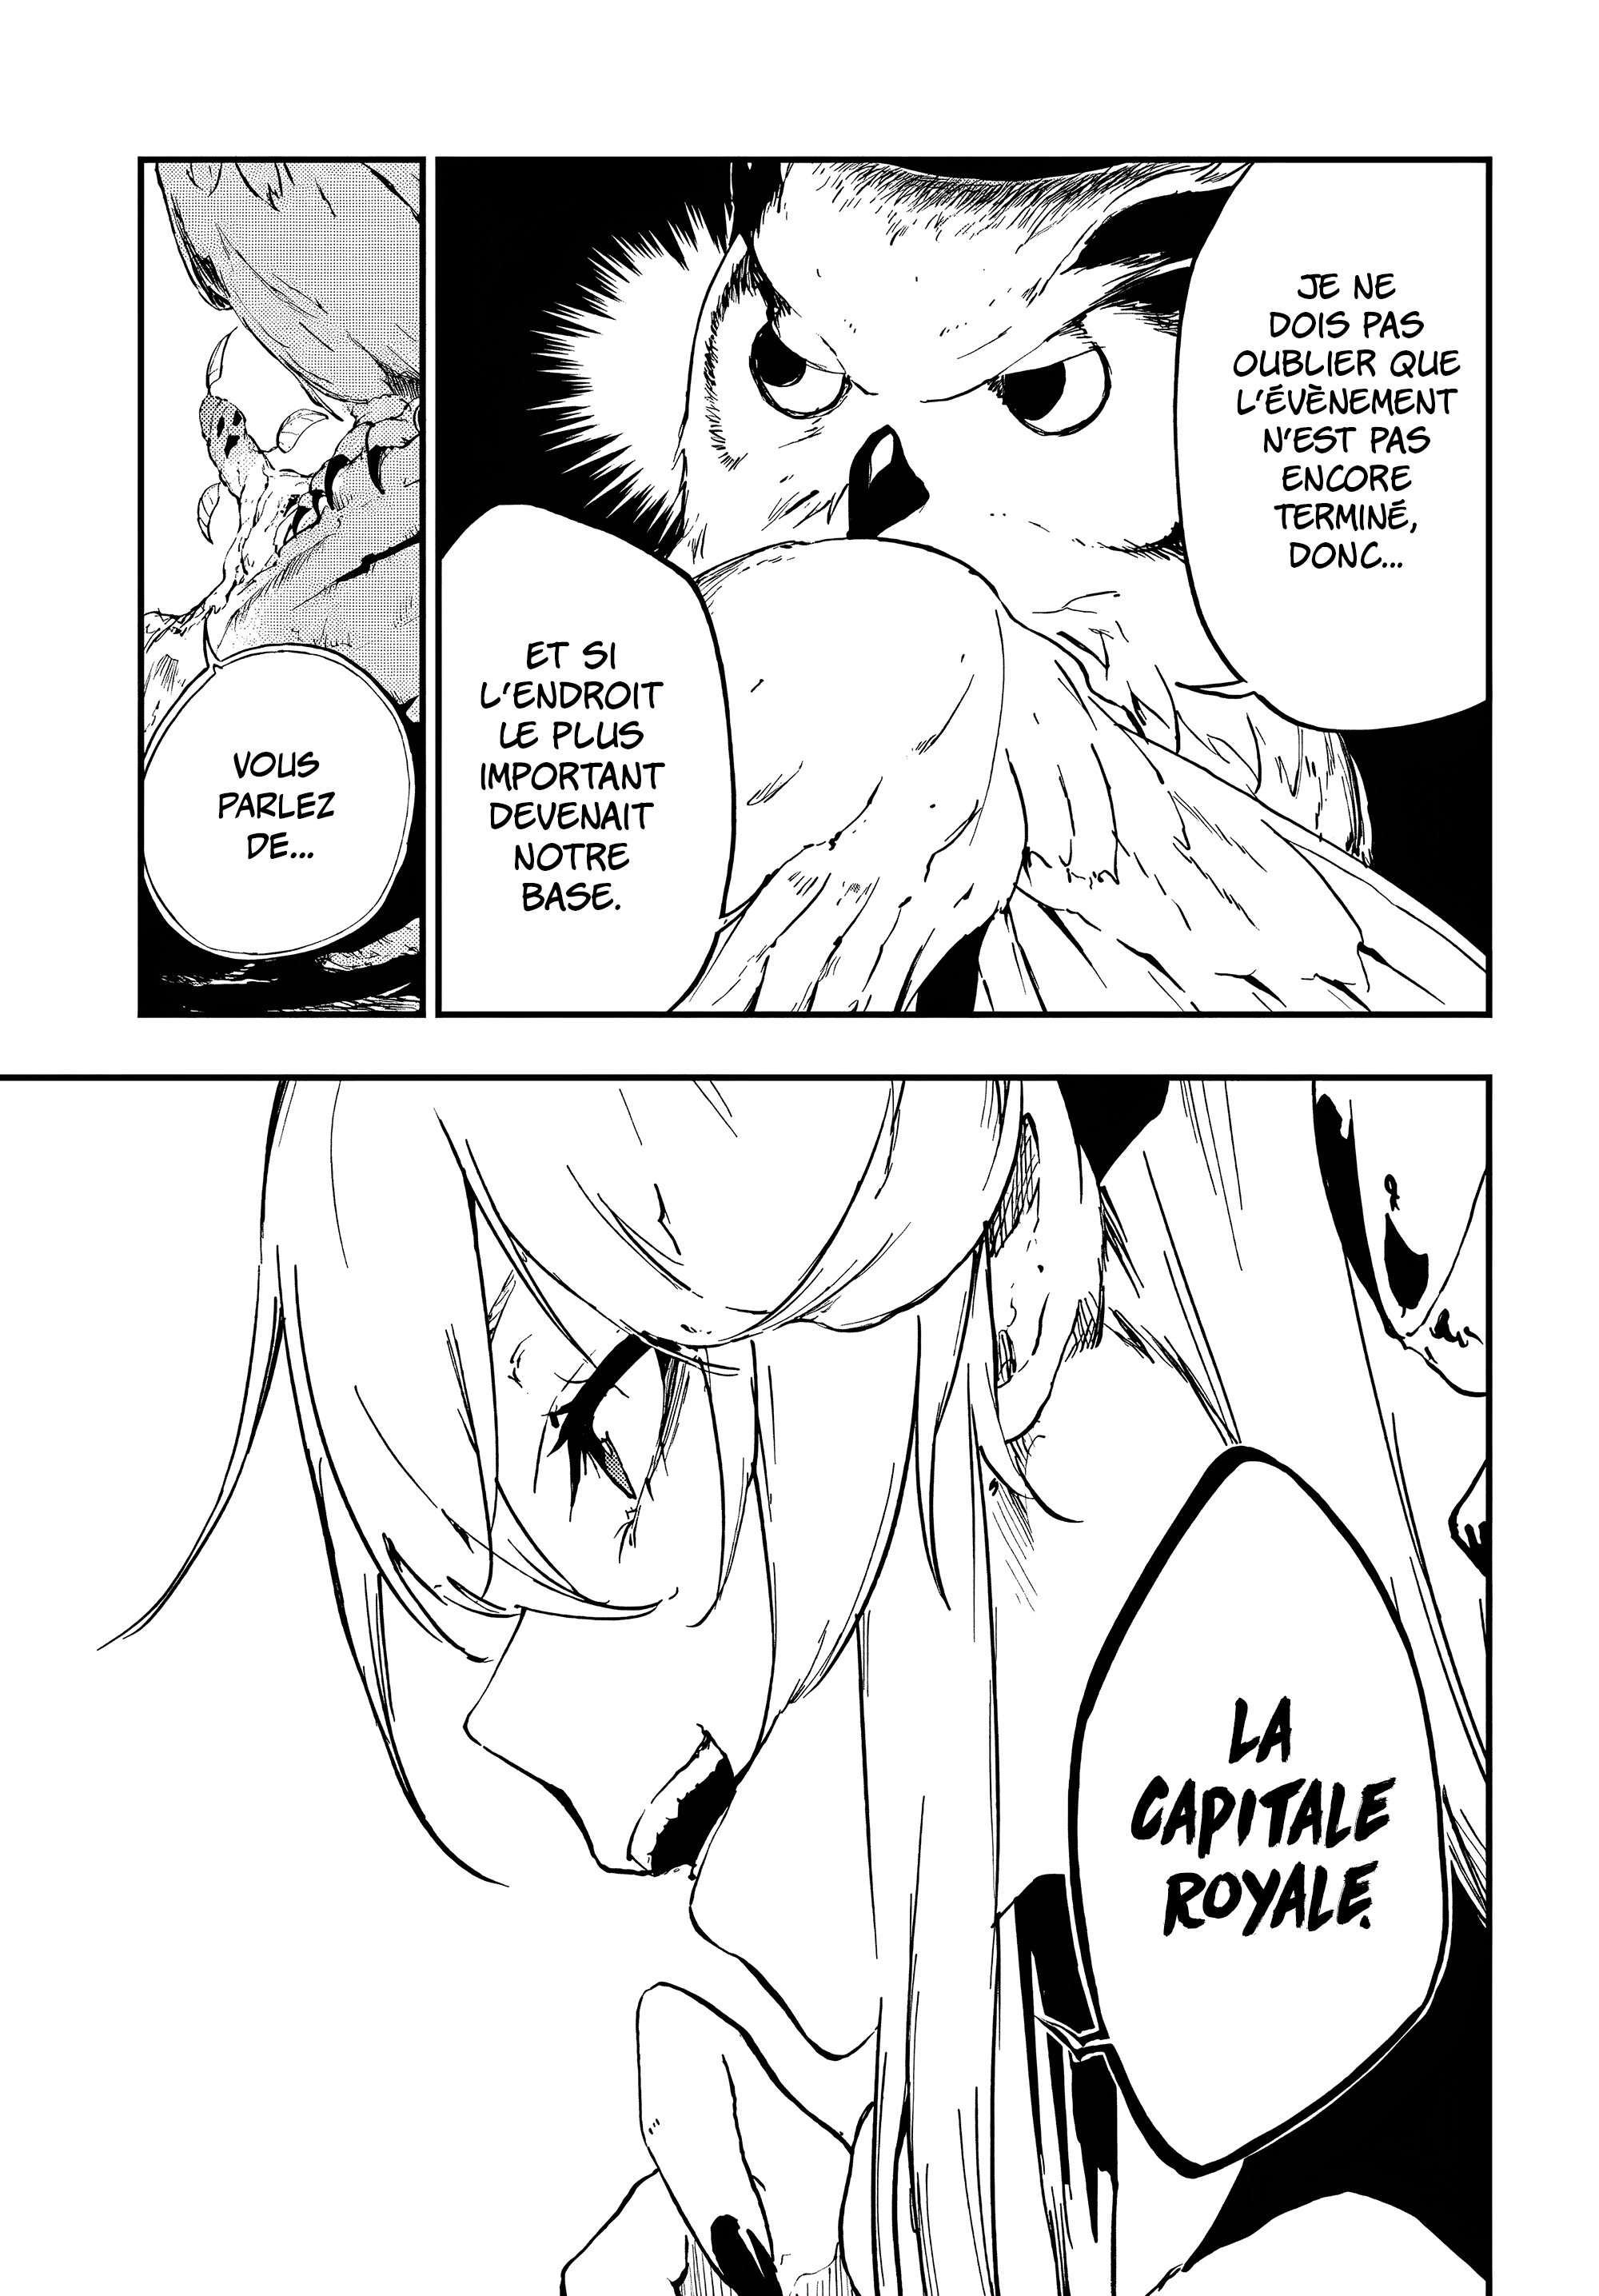 JE NE
DOIS PAS
OUBLIER QUE
L'ÉVÈNEMENT
N'EST PAS
ENCORE
TERMINÉ,
DONC...
ET SI
L'ENDROIT
LE PLUS
IMPORTANT
DEVENAIT
NOTRE
BASE.
VOUS
PARLEZ
DE...
LA
CAPITALE
ROYALE.